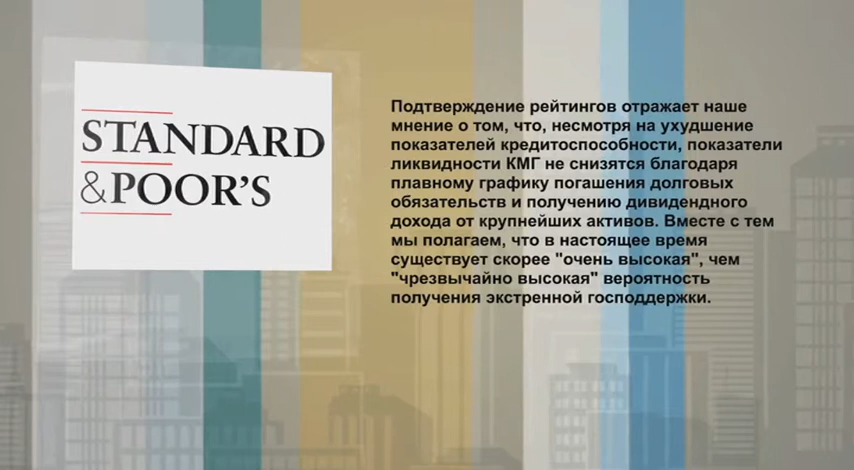 STANDARD
&POOR'S
Подтверждение рейтингов отражает наше
мнение о том, что, несмотря на ухудшение
показателей кредитоспособности, показатели
ликвидности КМГ не снизятся благодаря
плавному графику погашения долговых
обязательств и получению дивидендного
дохода от крупнейших активов. Вместе с тем
мы полагаем, что в настоящее время
существует скорее "очень высокая", чем
"чрезвычайно высокая" вероятность
получения экстренной господдержки.